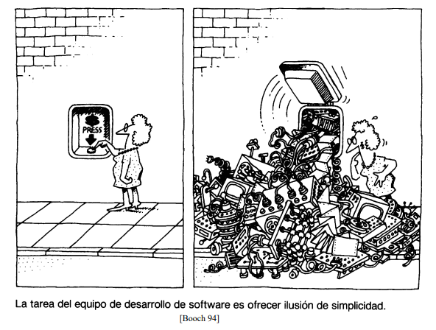 PRESS
La tarea del equipo de desarrollo de software es ofrecer ilusión de simplicidad.
[Booch 94]